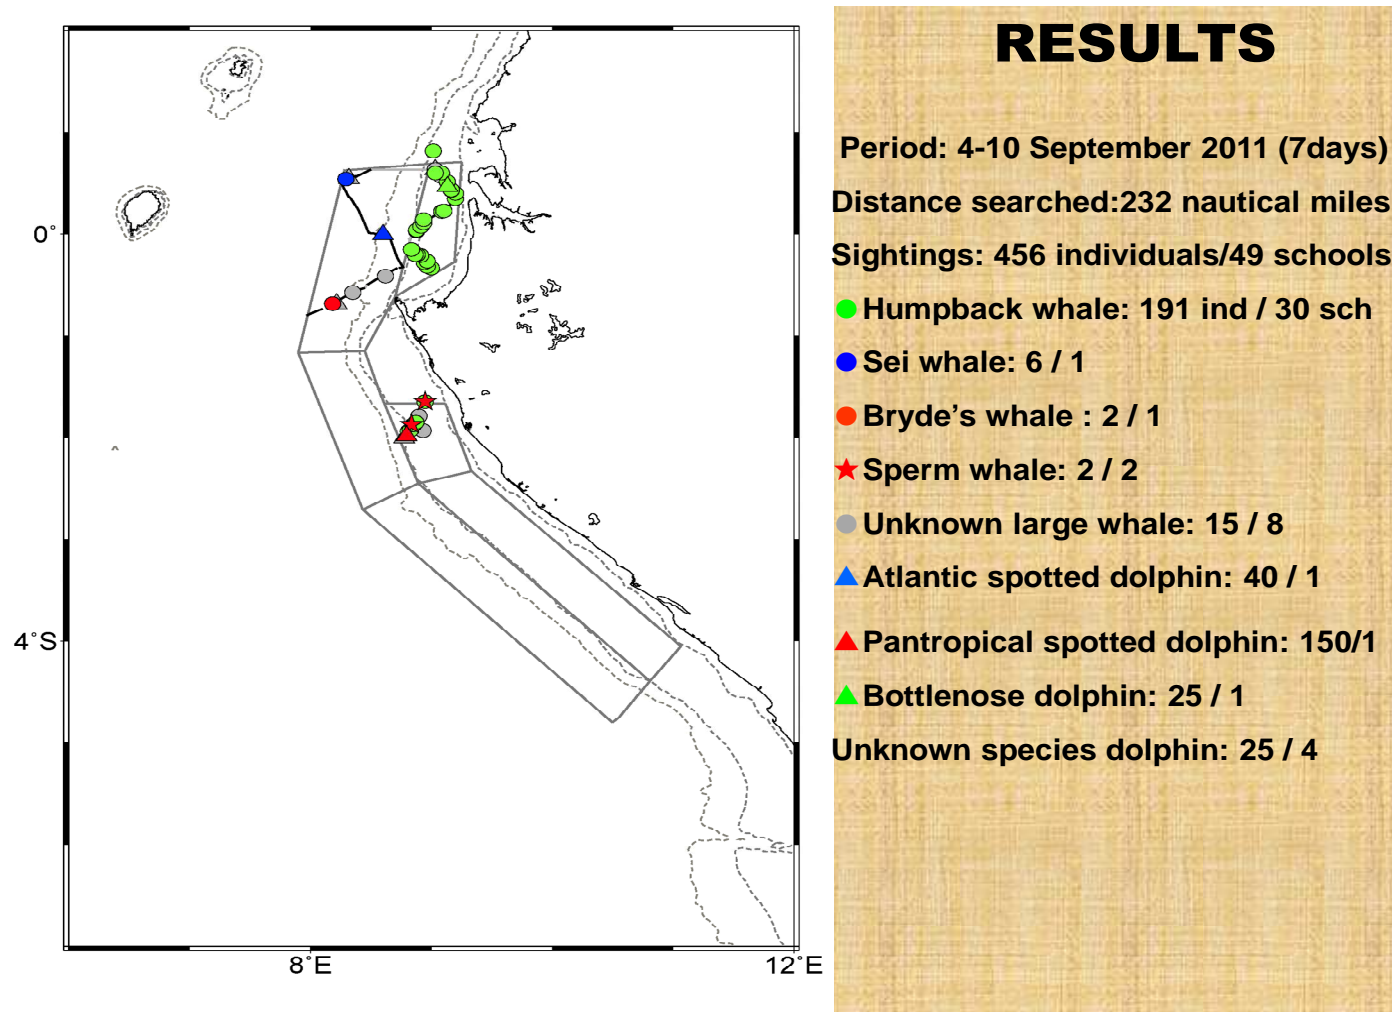 RESULTS
Period: 4-10 September 2011 (7days)
Distance searched:232 nautical miles
Sightings: 456 individuals/49 schools
Humpback whale: 191 ind / 30 sch
Sei whale: 6 / 1
Bryde’s whale : 2 / 1
Sperm whale: 2 / 2
Unknown large whale: 15 / 8
Atlantic spotted dolphin: 40 / 1
Pantropical spotted dolphin: 150/1
Bottlenose dolphin: 25 / 1
Unknown species dolphin: 25 / 4
0˚
4˚S
8˚E
12˚E